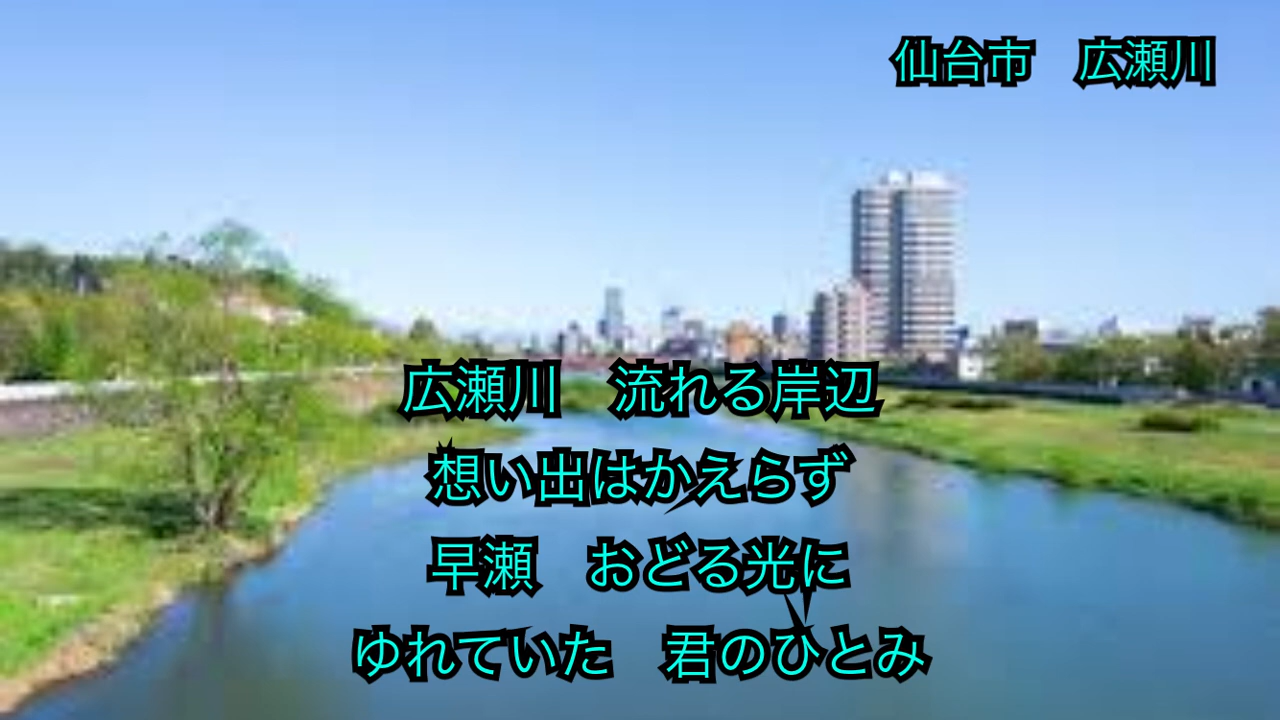 仙台市　広瀬川
広瀬川　流れる岸辺
想い出はかえらず
早瀬　おどる光に
ゆれていた　君のひとみ